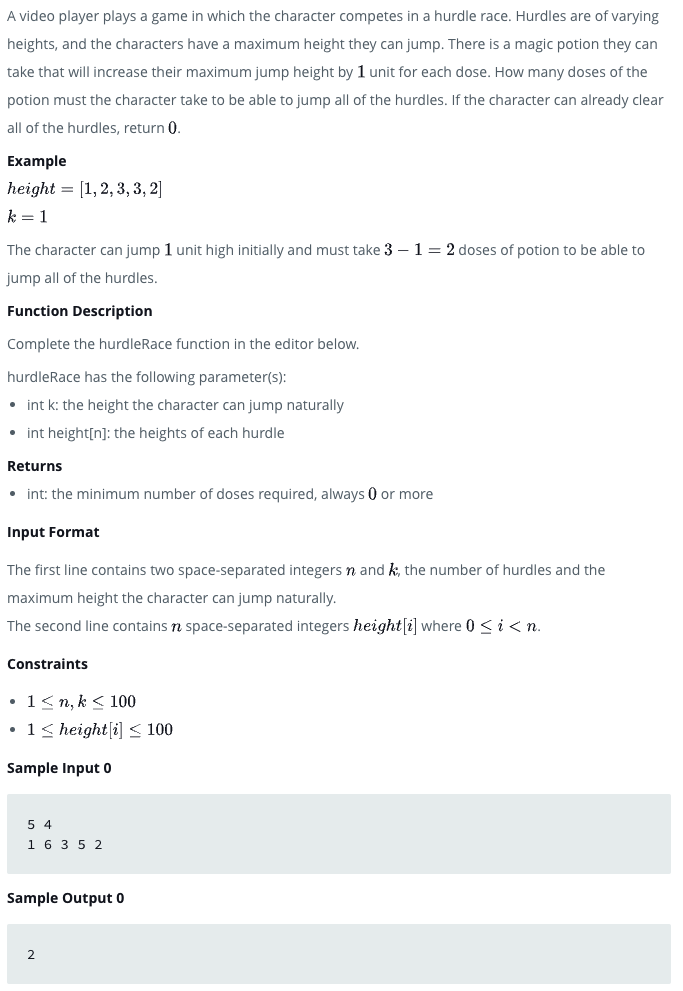 A video player plays a game in which the character competes in a hurdle race. Hurdles are of varying
heights, and the characters have a maximum height they can jump. There is a magic potion they can
take that will increase their maximum jump height by 1 unit for each dose. How many doses of the
potion must the character take to be able to jump all of the hurdles. If the character can already clear
all of the hurdles, return 0.
Example
height = [1, 2, 3, 3, 2]
k = 1
The character can jump 1 unit high initially and must take 3 − 1 = 2 doses of potion to be able to
jump all of the hurdles.
Function Description
Complete the hurdleRace function in the editor below.
hurdleRace has the following parameter(s):
• int k: the height the character can jump naturally
• int height[n]: the heights of each hurdle
Returns
• int: the minimum number of doses required, always 0 or more
Input Format
The first line contains two space-separated integers n and k, the number of hurdles and the
maximum height the character can jump naturally.
The second line contains n space-separated integers height[i] where 0 ≤ i < n.
Constraints
• 1 ≤ n, k ≤ 100
• 1 ≤ height[i] ≤ 100
Sample Input 0
5 4
1 6 3 5 2
Sample Output 0
2